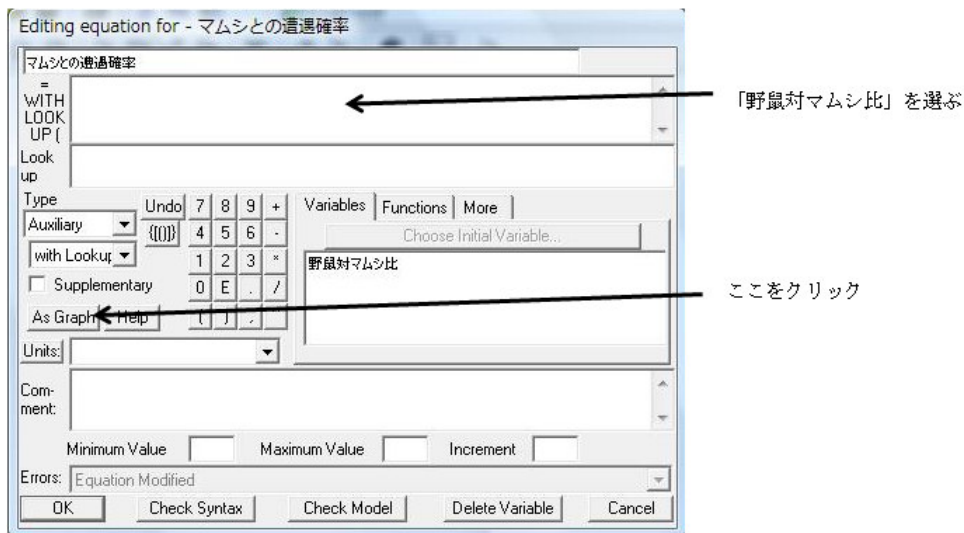 Editing equation for - マムシとの遭遇確率
マムシとの遭遇確率
=
WITH
LOOK
UP (
「野鼠対マムシ比」を選ぶ
Look
up
Type
Undo 7 8 9 +
Variables Functions More
Auxiliary {[()]} 4 5 6 -
Choose Initial Variable...
with Lookup 1 2 3 *
野鼠対マムシ比
Supplementary 0 E . /
ここをクリック
As Graph Help ( ) ,
Units:
Com-
ment:
Minimum Value Maximum Value Increment
Errors: Equation Modified
OK Check Syntax Check Model Delete Variable Cancel